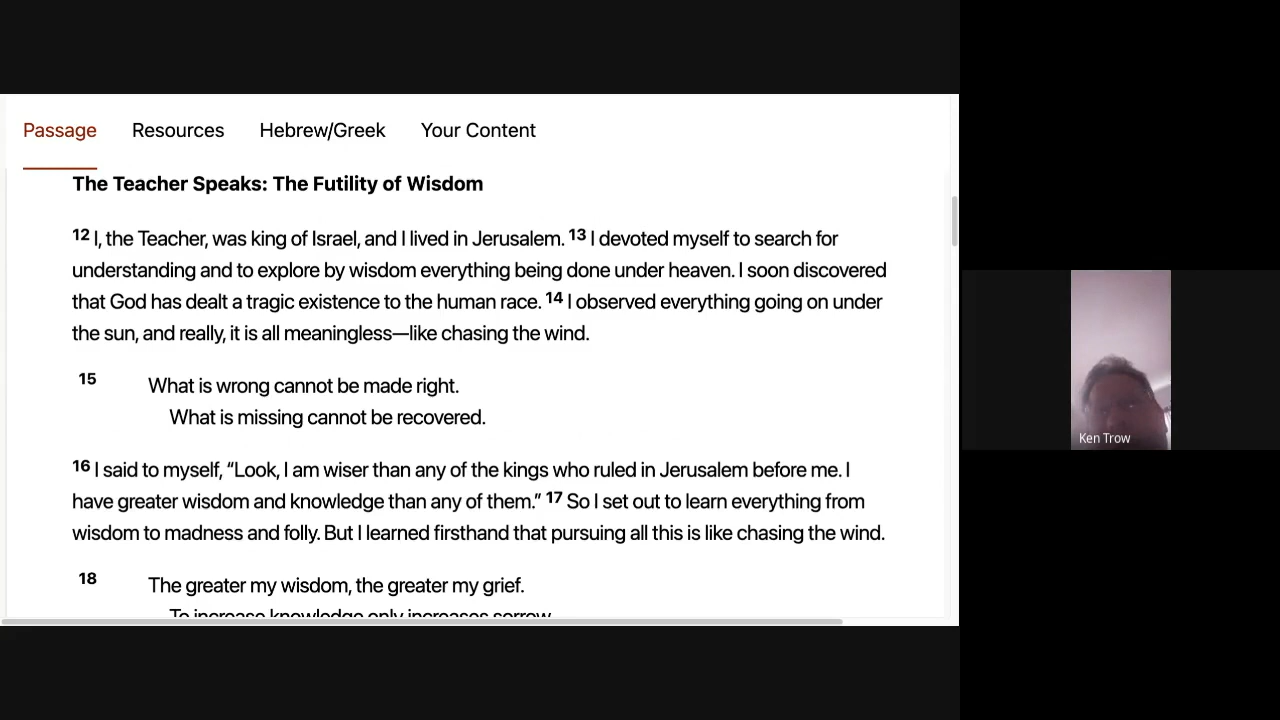 Passage Resources Hebrew/Greek Your Content
The Teacher Speaks: The Futility of Wisdom
12 I, the Teacher, was king of Israel, and I lived in Jerusalem. 13 I devoted myself to search for
understanding and to explore by wisdom everything being done under heaven. I soon discovered
that God has dealt a tragic existence to the human race. 14 I observed everything going on under
the sun, and really, it is all meaningless—like chasing the wind.
15 What is wrong cannot be made right.
What is missing cannot be recovered.
16 I said to myself, “Look, I am wiser than any of the kings who ruled in Jerusalem before me. I
have greater wisdom and knowledge than any of them.” 17 So I set out to learn everything from
wisdom to madness and folly. But I learned firsthand that pursuing all this is like chasing the wind.
18 The greater my wisdom, the greater my grief.
To increase knowledge only increases sorrow.
Ken Trow